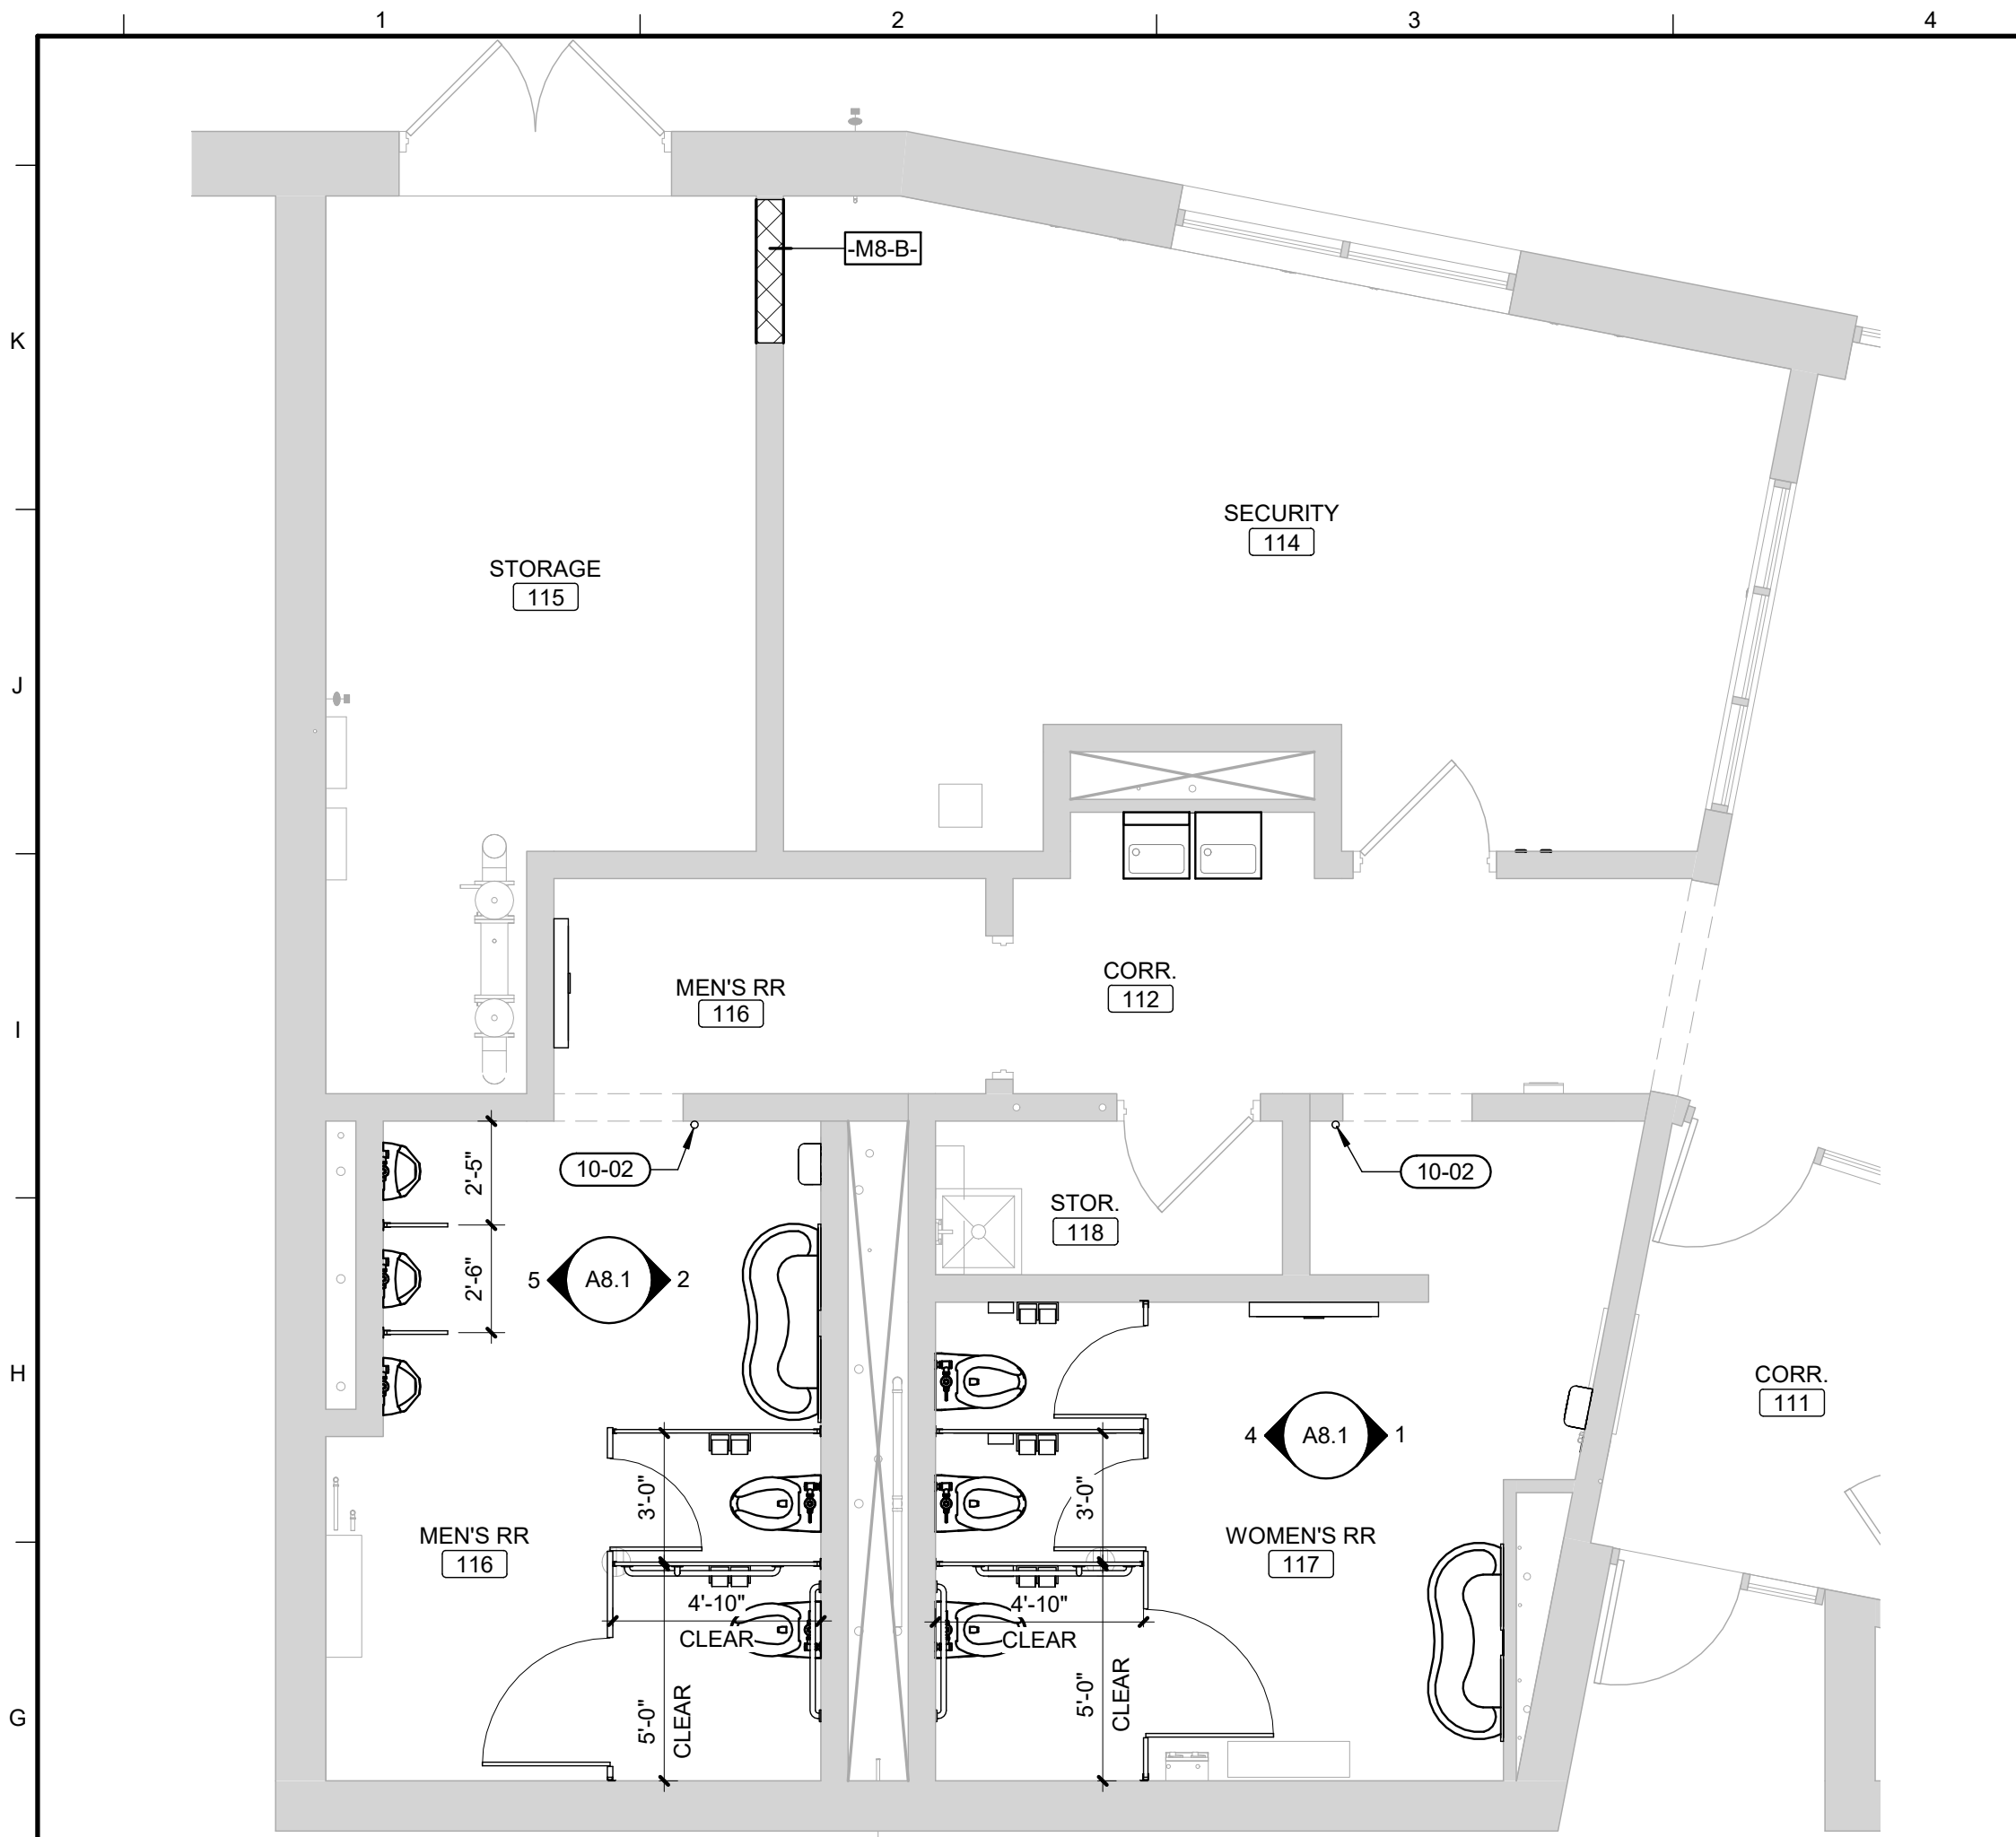 1
2
3
4
K
J
I
H
G
-M8-B-
SECURITY
114
STORAGE
115
MEN'S RR
116
CORR.
112
10-02
10-02
2'-5"
2'-6"
STOR.
118
5
A8.1
2
CORR.
111
4
A8.1
1
3'-0"
3'-0"
MEN'S RR
116
WOMEN'S RR
117
4'-10"
CLEAR
4'-10"
CLEAR
5'-0"
CLEAR
5'-0"
CLEAR